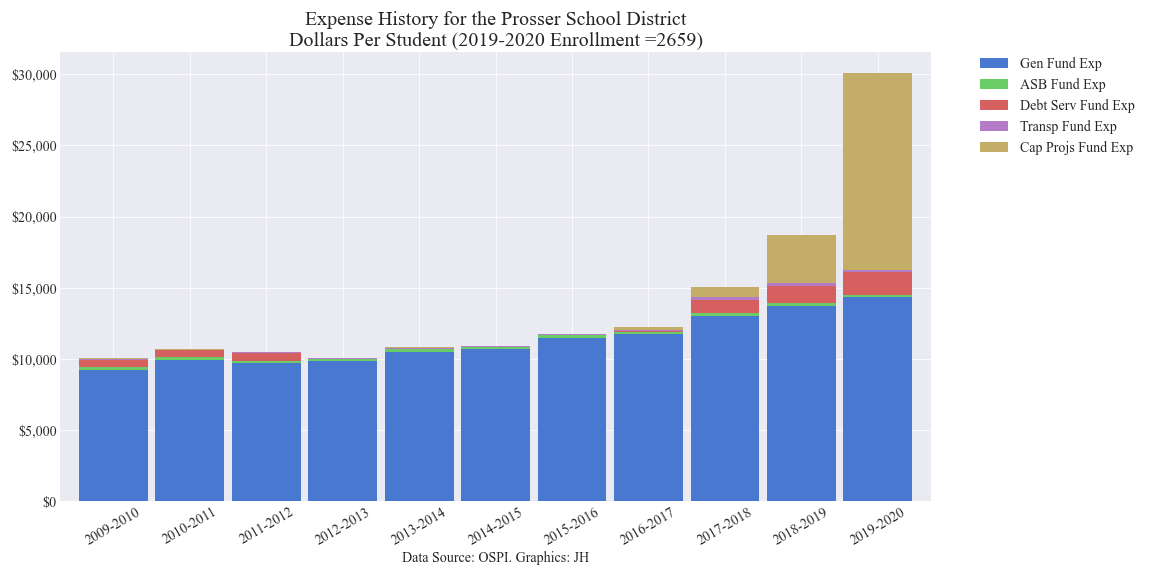 Expense History for the Prosser School District
Dollars Per Student (2019-2020 Enrollment =2659)
Gen Fund Exp
ASB Fund Exp
Debt Serv Fund Exp
Transp Fund Exp
Cap Projs Fund Exp
$30,000
$25,000
$20,000
$15,000
$10,000
$5,000
$0
2009-2010
2010-2011
2011-2012
2012-2013
2013-2014
2014-2015
2015-2016
2016-2017
2017-2018
2018-2019
2019-2020
Data Source: OSPI. Graphics: JH